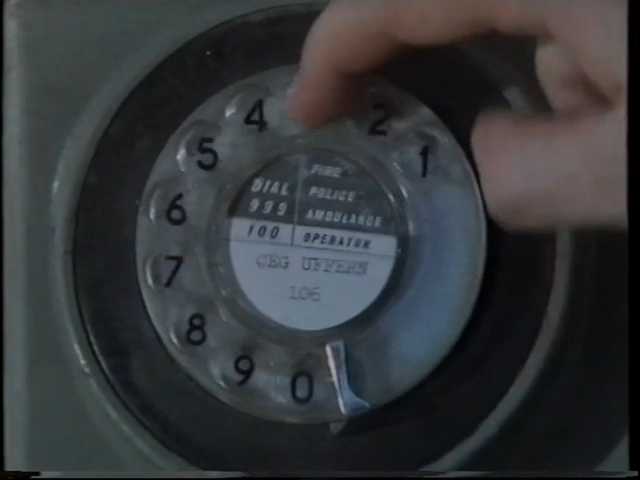 4
2
5
1
6
7
8
9
0
FIRE
DIAL POLICE
999 AMBULANCE
100 OPERATOR
CEG UFFERN
106